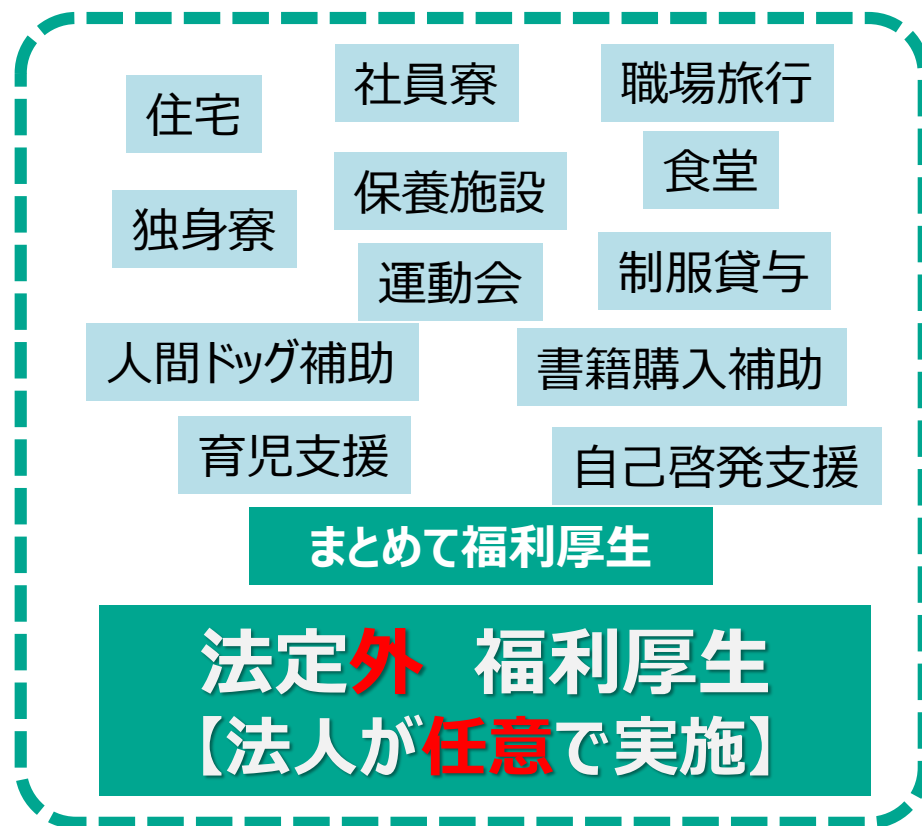 社員寮
職場旅行
住宅
食堂
保養施設
独身寮
制服貸与
運動会
人間ドッグ補助
書籍購入補助
育児支援
自己啓発支援
まとめて福利厚生
法定外 福利厚生
【法人が任意で実施】